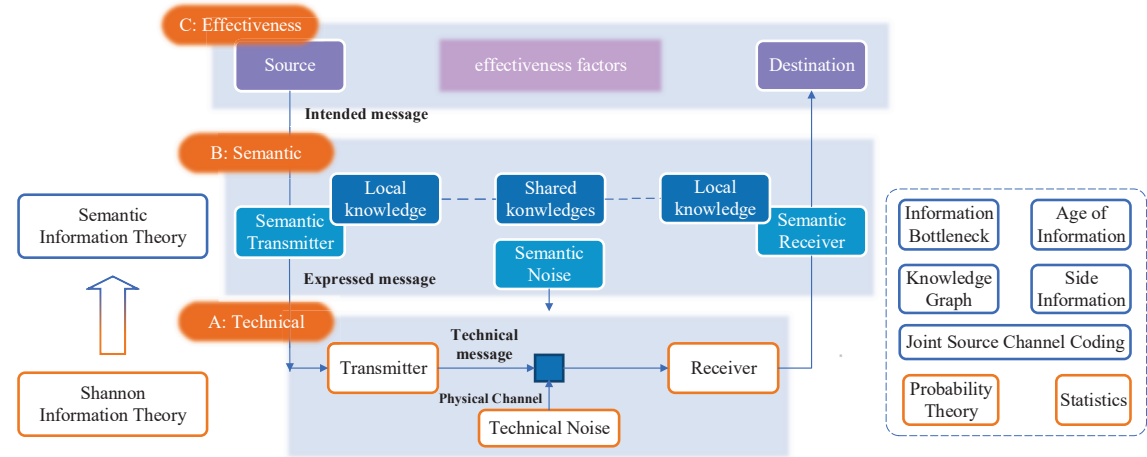 C: Effectiveness
Source
effectiveness factors
Destination
Intended message
B: Semantic
Local
knowledge
Shared
konwledges
Local
knowledge
Semantic
Transmitter
Semantic
Receiver
Semantic
Noise
Expressed message
A: Technical
Technical
message
Transmitter
Receiver
Physical Channel
Technical Noise
Semantic
Information Theory
Shannon
Information Theory
Information
Bottleneck
Age of
Information
Knowledge
Graph
Side
Information
Joint Source Channel Coding
Probability
Theory
Statistics